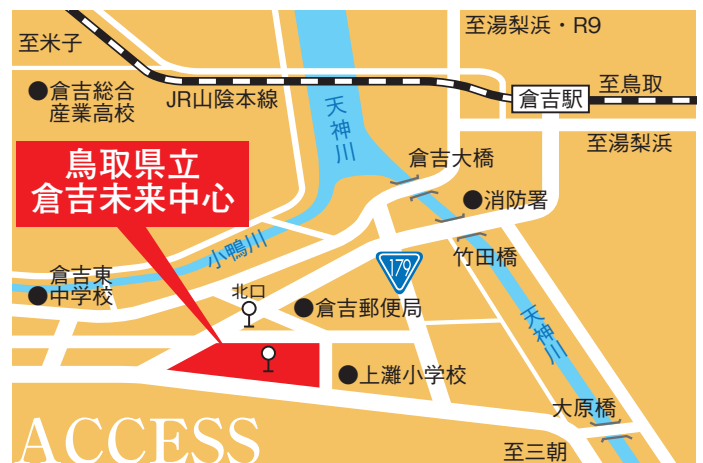 至湯梨浜・R9
至米子
至鳥取
倉吉総合
産業高校
JR山陰本線
倉吉駅
天神川
至湯梨浜
鳥取県立
倉吉未来中心
倉吉大橋
消防署
小鴨川
竹田橋
179
倉吉東
中学校
北口
倉吉郵便局
天神川
上灘小学校
大原橋
ACCESS
至三朝